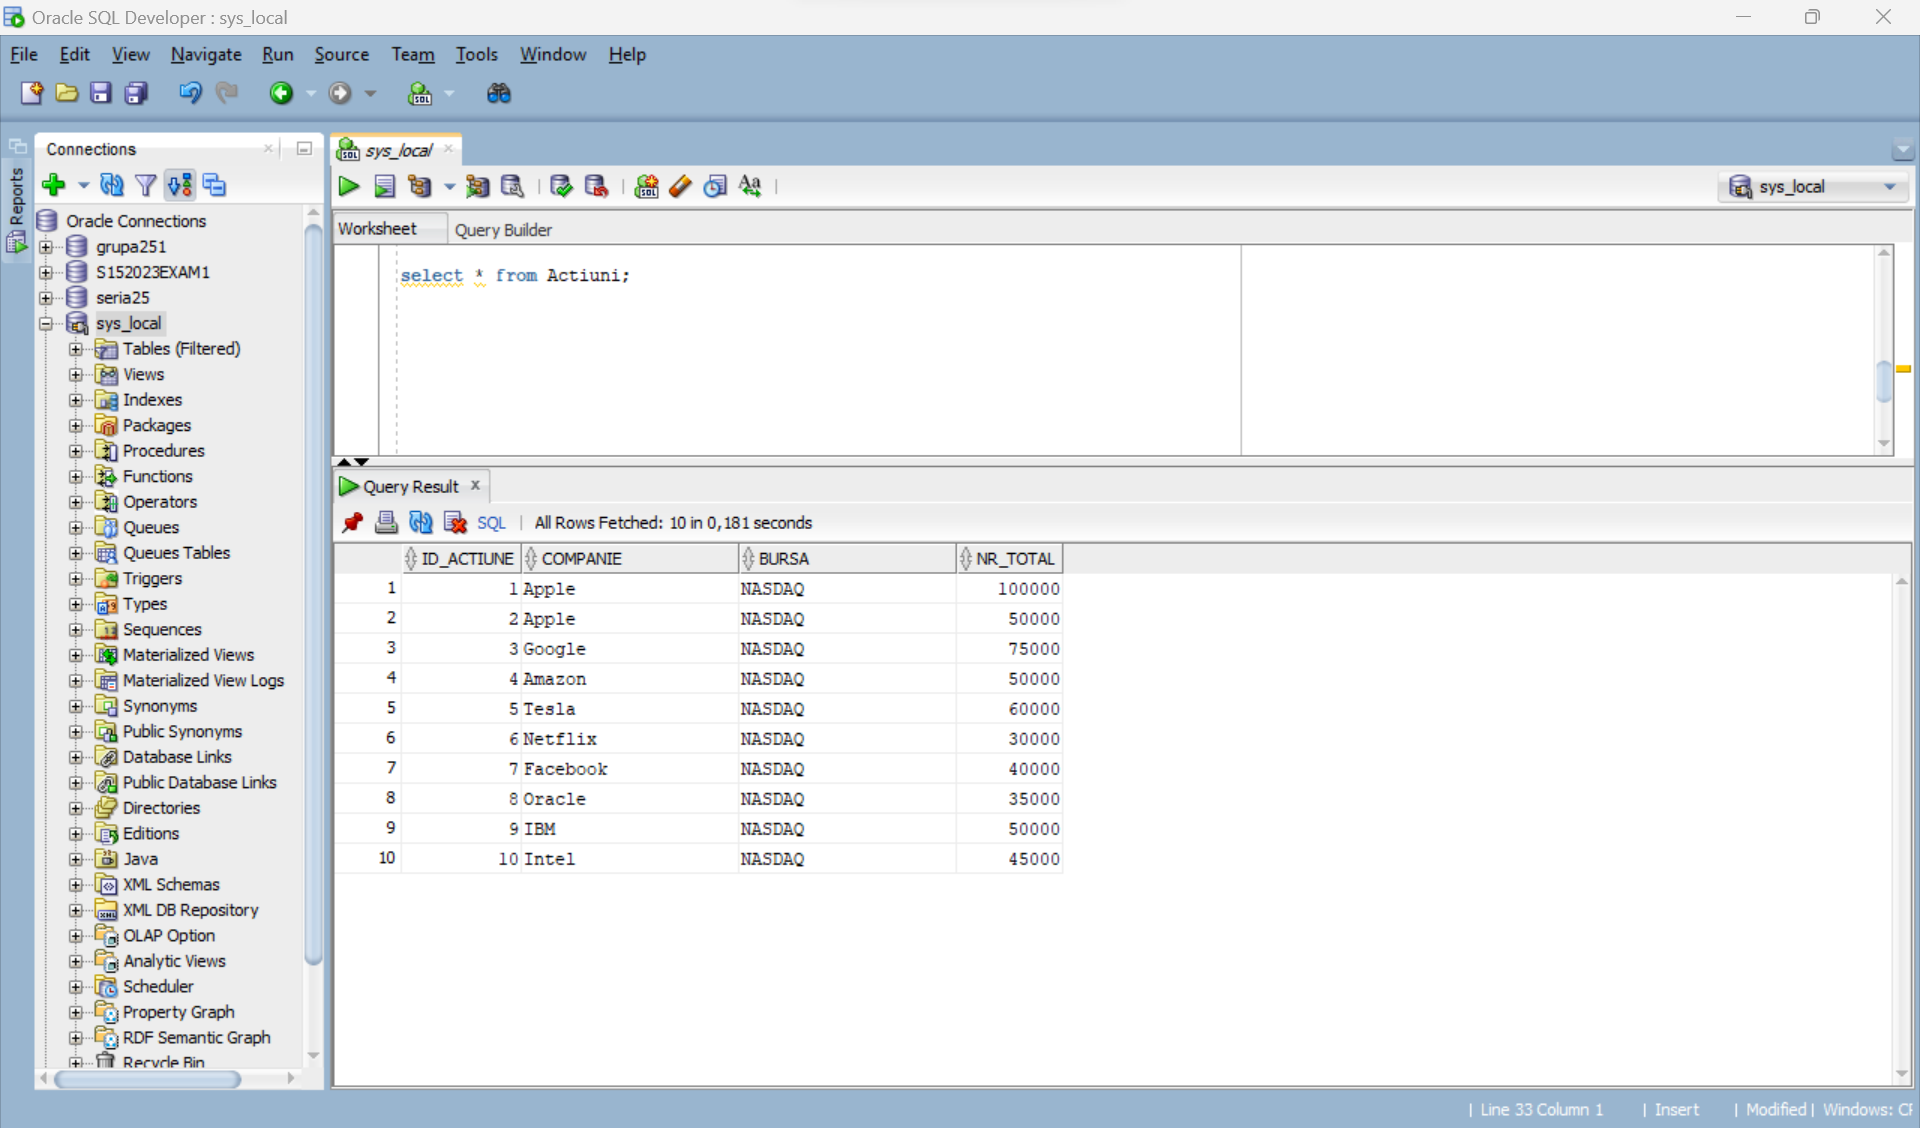 Oracle SQL Developer : sys_local
File Edit View Navigate Run Source Team Tools Window Help
Reports
Connections
Oracle Connections
grupa251
S152023EXAM1
seria25
sys_local
Tables (Filtered)
Views
Indexes
Packages
Procedures
Functions
Operators
Queues
Queues Tables
Triggers
Types
Sequences
Materialized Views
Materialized View Logs
Synonyms
Public Synonyms
Database Links
Public Database Links
Directories
Editions
Java
XML Schemas
XML DB Repository
OLAP Option
Analytic Views
Scheduler
Property Graph
RDF Semantic Graph
Recycle Bin
sys_local
sys_local
Worksheet Query Builder
select * from Actiuni;
Query Result
SQL | All Rows Fetched: 10 in 0,181 seconds
ID_ACTIUNE COMPANIE BURSA NR_TOTAL
1 1 Apple NASDAQ 100000
2 2 Apple NASDAQ 50000
3 3 Google NASDAQ 75000
4 4 Amazon NASDAQ 50000
5 5 Tesla NASDAQ 60000
6 6 Netflix NASDAQ 30000
7 7 Facebook NASDAQ 40000
8 8 Oracle NASDAQ 35000
9 9 IBM NASDAQ 50000
10 10 Intel NASDAQ 45000
| Line 33 Column 1 | Insert | Modified | Windows: CF